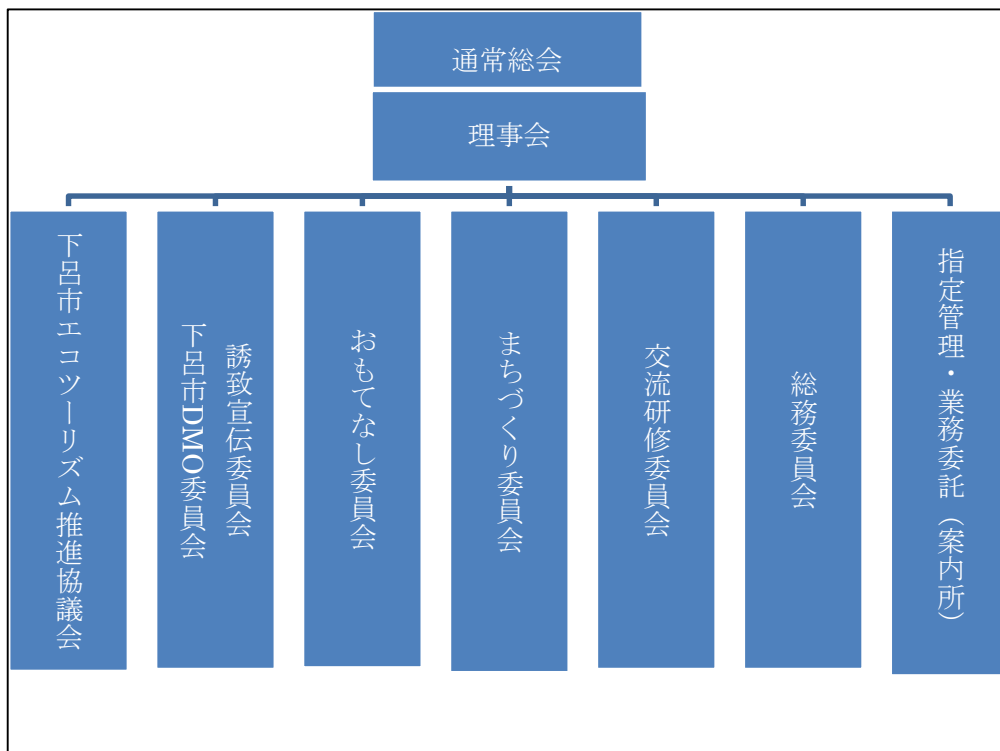 通常総会
理事会
下呂市エコツーリズム推進協議会
誘致宣伝委員会
下呂市DMO委員会
おもてなし委員会
まちづくり委員会
交流研修委員会
総務委員会
指定管理・業務委託（案内所）